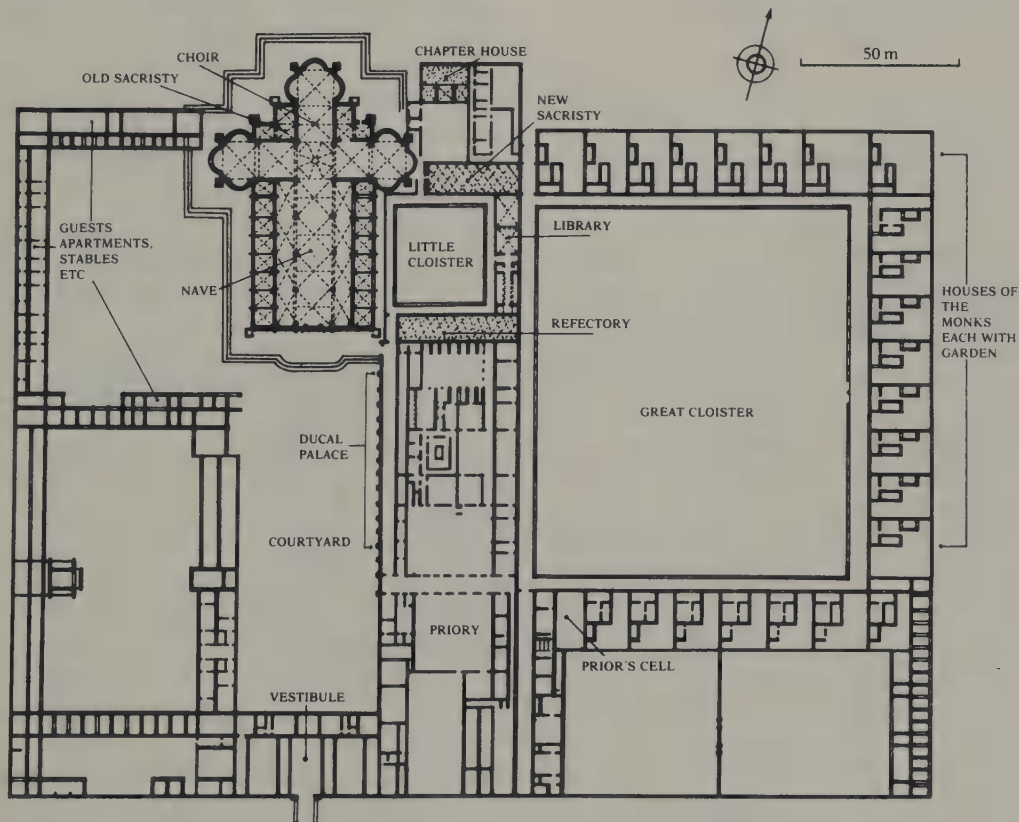 CHOIR
OLD SACRISTY
CHAPTER HOUSE
50 m
NEW
SACRISTY
GUESTS
APARTMENTS,
STABLES
ETC
NAVE
LITTLE
CLOISTER
LIBRARY
REFECTORY
HOUSES OF
THE
MONKS
EACH WITH
GARDEN
GREAT CLOISTER
DUCAL
PALACE
COURTYARD
PRIORY
PRIOR'S CELL
VESTIBULE